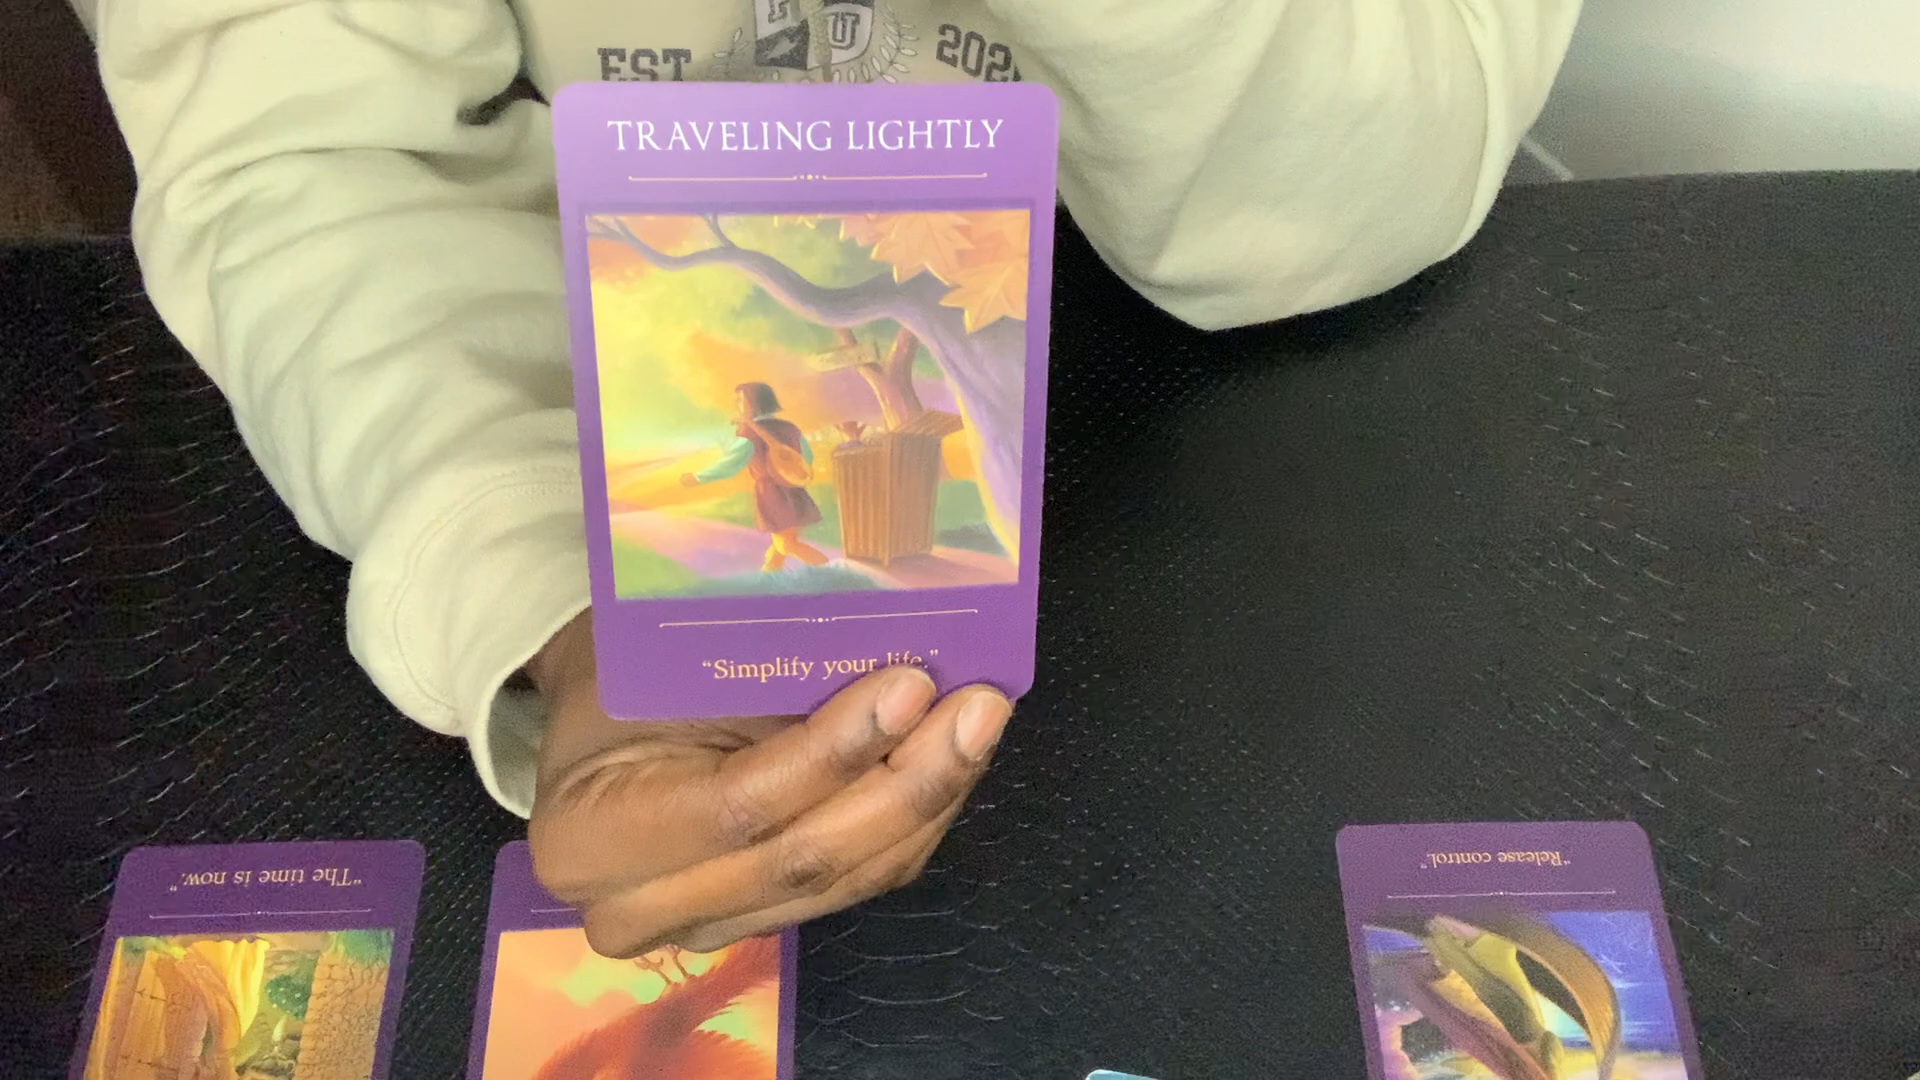 EST
U
202
TRAVELING LIGHTLY
“Simplify your life.”
"The time is now."
"Release control."